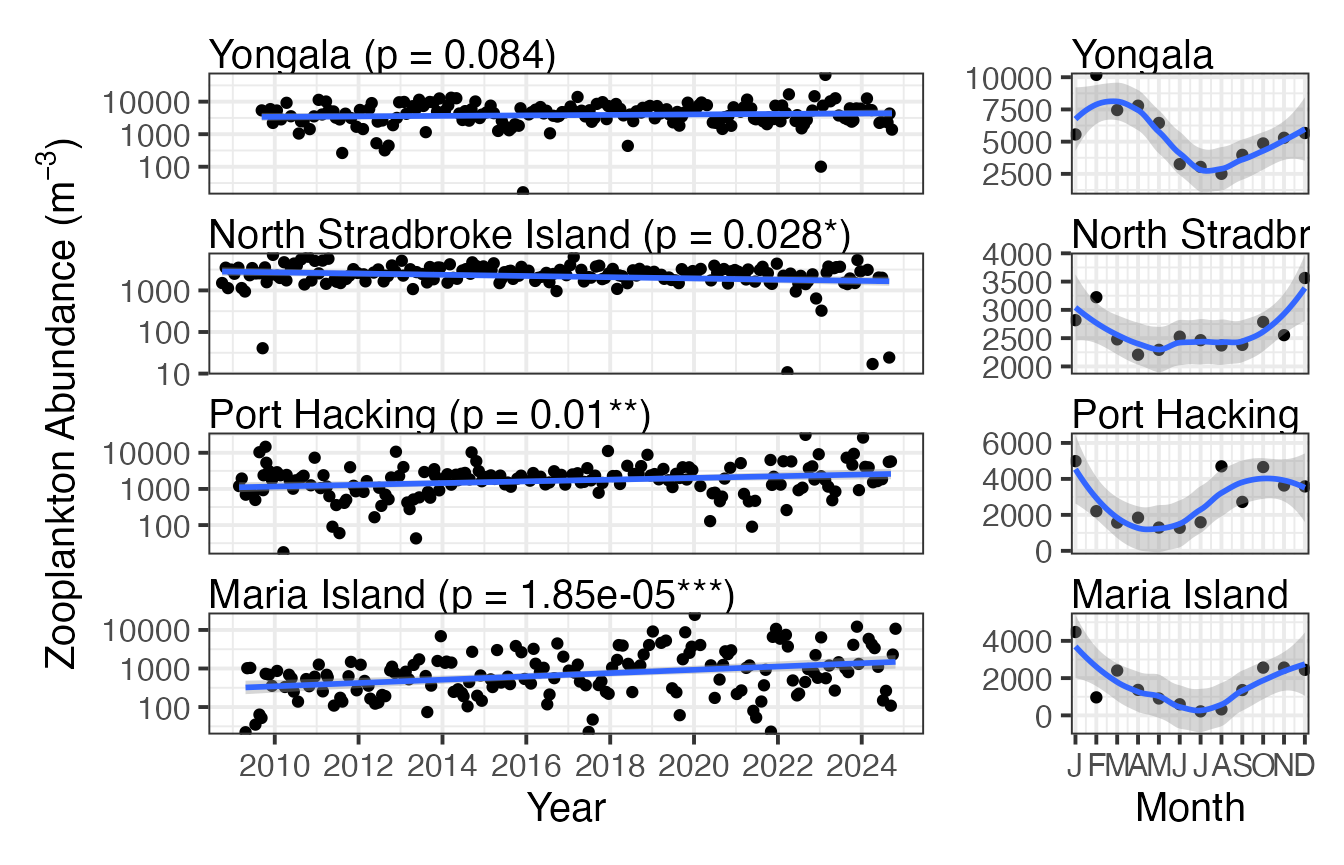 Zooplankton Abundance (m⁻³)
Yongala (p = 0.084)
10000
1000
100
North Stradbroke Island (p = 0.028*)
1000
100
10
Port Hacking (p = 0.01**)
10000
1000
100
Maria Island (p = 1.85e-05***)
10000
1000
100
2010 2012 2014 2016 2018 2020 2022 2024
Year
Yongala
10000
7500
5000
2500
North Stradbr
4000
3500
3000
2500
2000
Port Hacking
6000
4000
2000
0
Maria Island
4000
2000
0
J F M A M J J A S O N D
Month